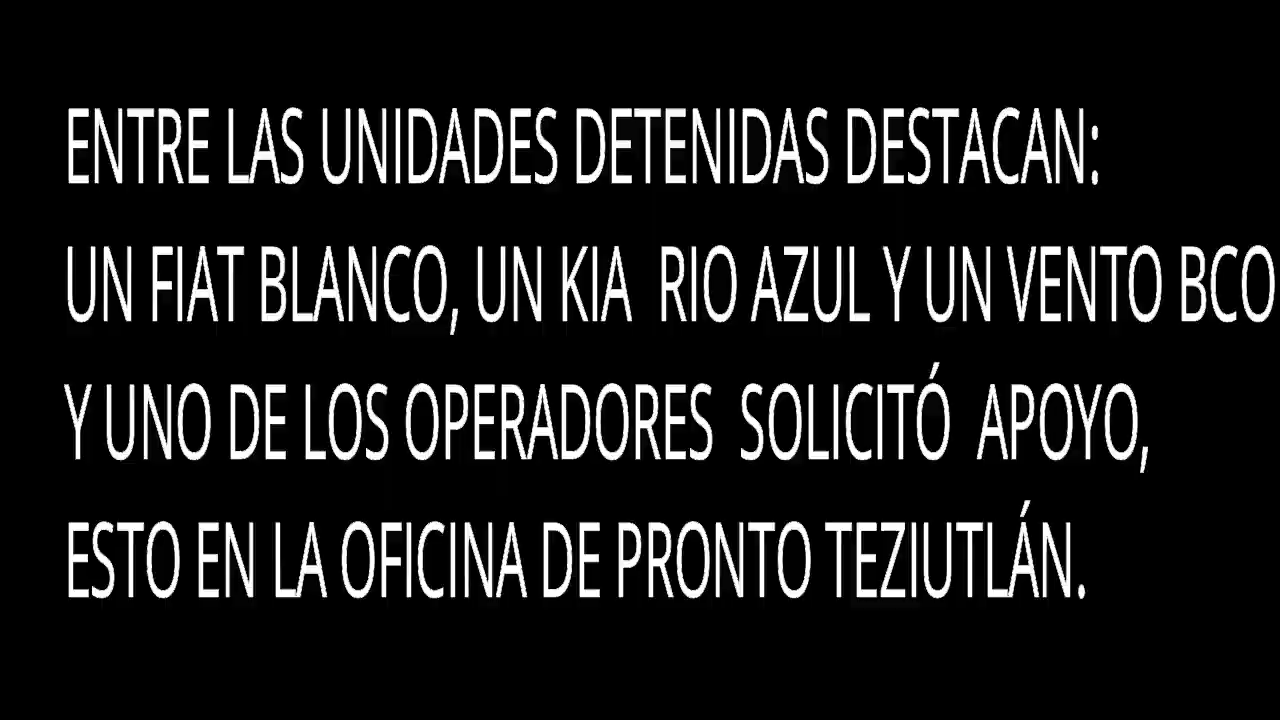 ENTRE LAS UNIDADES DETENIDAS DESTACAN:
UN FIAT BLANCO, UN KIA  RIO AZUL Y UN VENTO BCO
Y UNO DE LOS OPERADORES  SOLICITÓ  APOYO,
ESTO EN LA OFICINA DE PRONTO TEZIUTLÁN.